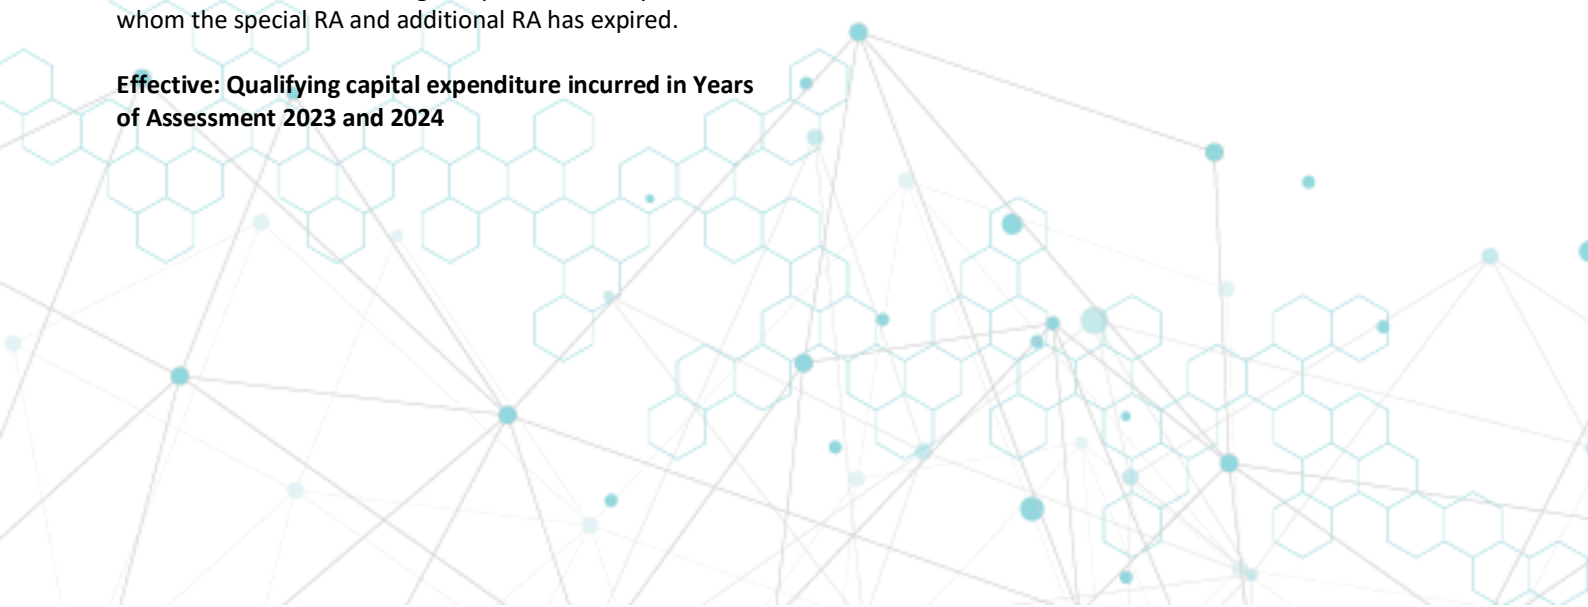 whom the special RA and additional RA has expired.
Effective: Qualifying capital expenditure incurred in Years
of Assessment 2023 and 2024